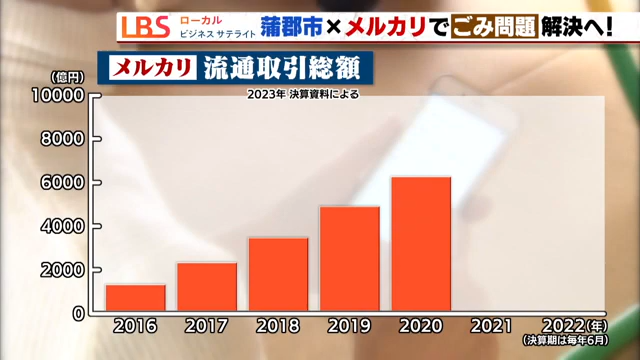 LBS ローカル ビジネス サテライト
蒲郡市×メルカリでごみ問題解決へ!
メルカリ 流通取引総額
(億円)
2023年 決算資料による
10000
8000
6000
4000
2000
0
2016 2017 2018 2019 2020 2021 2022(年)
(決算期は毎年6月)